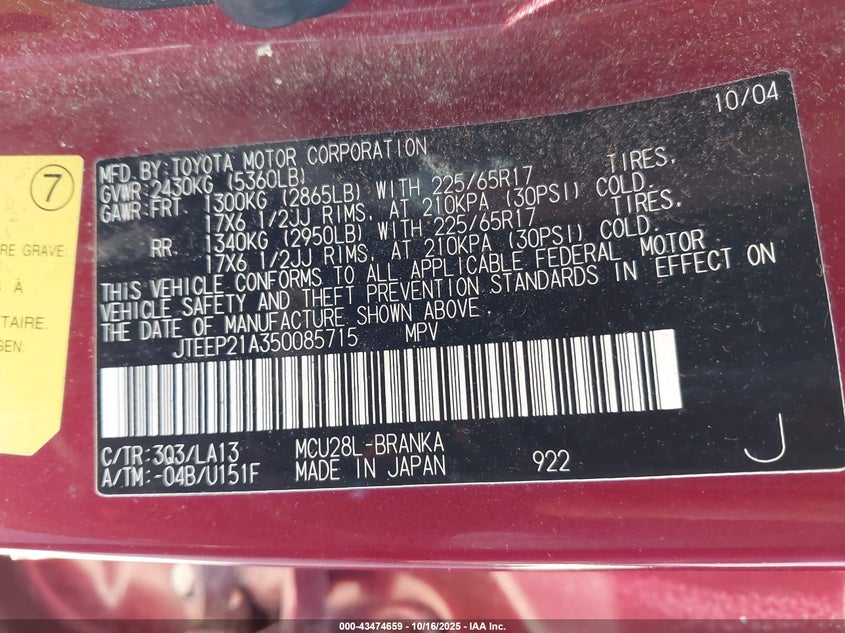 10/04
MFD. BY: TOYOTA MOTOR CORPORATION
GVWR: 2430KG (5360LB)
GAWR: FRT. 1300KG (2865LB) WITH 225/65R17 TIRES,
17X6 1/2JJ RIMS, AT 210KPA (30PSI) COLD.
RR. 1340KG (2950LB) WITH 225/65R17 TIRES,
17X6 1/2JJ RIMS, AT 210KPA (30PSI) COLD.
THIS VEHICLE CONFORMS TO ALL APPLICABLE FEDERAL MOTOR
VEHICLE SAFETY AND THEFT PREVENTION STANDARDS IN EFFECT ON
THE DATE OF MANUFACTURE SHOWN ABOVE.
JTEEP21A350085715 MPV
C/TR: 3Q3/LA13 MCU28L-BRANKA
A/TM: -04B/U151F MADE IN JAPAN 922 J
7
RE GRAVE
S À
TAIRE.
GEN:
000-43474659 - 10/16/2025 - IAA Inc.